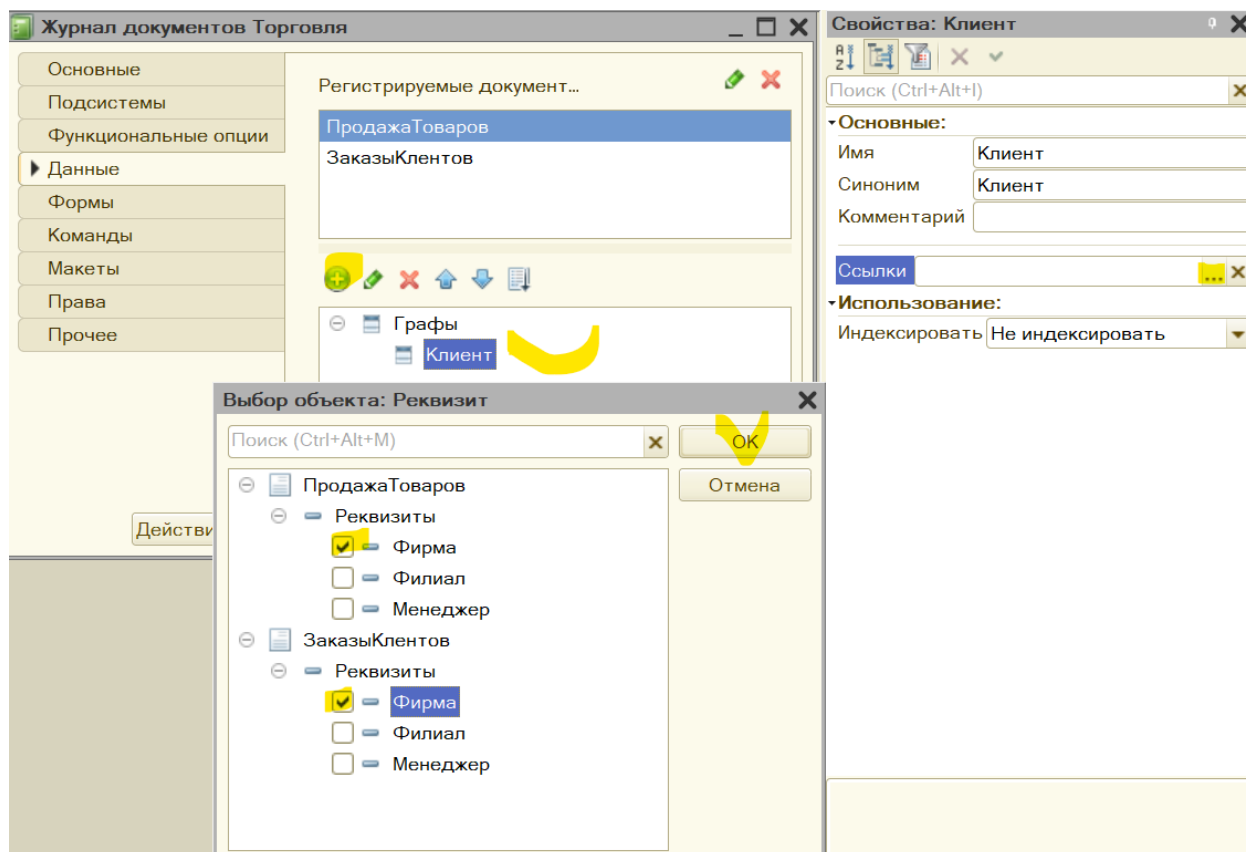 Журнал документов Торговля
Основные
Подсистемы
Функциональные опции
Данные
Формы
Команды
Макеты
Права
Прочее
Регистрируемые документ...
ПродажаТоваров
ЗаказыКлентов
Графы
Клиент
Действи
Выбор объекта: Реквизит
Поиск (Ctrl+Alt+M)
OK
Отмена
ПродажаТоваров
Реквизиты
Фирма
Филиал
Менеджер
ЗаказыКлентов
Реквизиты
Фирма
Филиал
Менеджер
Свойства: Клиент
Поиск (Ctrl+Alt+I)
Основные:
Имя Клиент
Синоним Клиент
Комментарий
Ссылки ...
Использование:
Индексировать Не индексировать